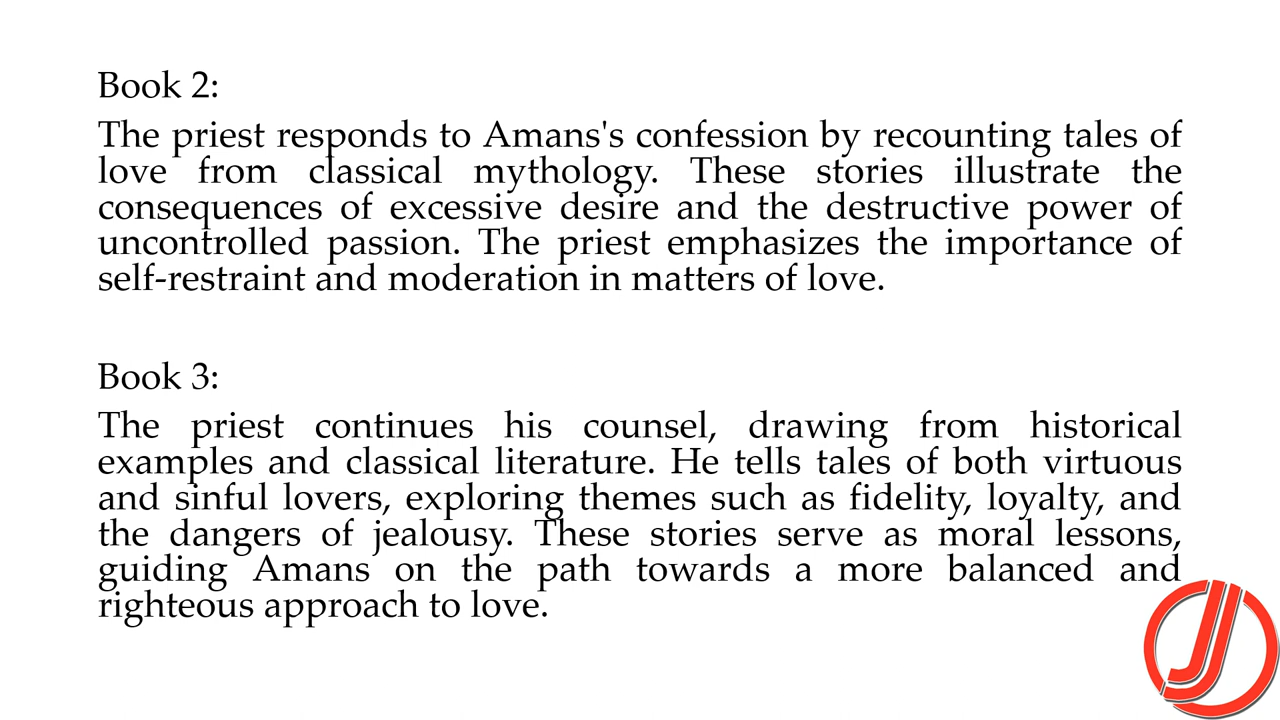 Book 2:
The priest responds to Amans's confession by recounting tales of
love from classical mythology. These stories illustrate the
consequences of excessive desire and the destructive power of
uncontrolled passion. The priest emphasizes the importance of
self-restraint and moderation in matters of love.
Book 3:
The priest continues his counsel, drawing from historical
examples and classical literature. He tells tales of both virtuous
and sinful lovers, exploring themes such as fidelity, loyalty, and
the dangers of jealousy. These stories serve as moral lessons,
guiding Amans on the path towards a more balanced and
righteous approach to love.